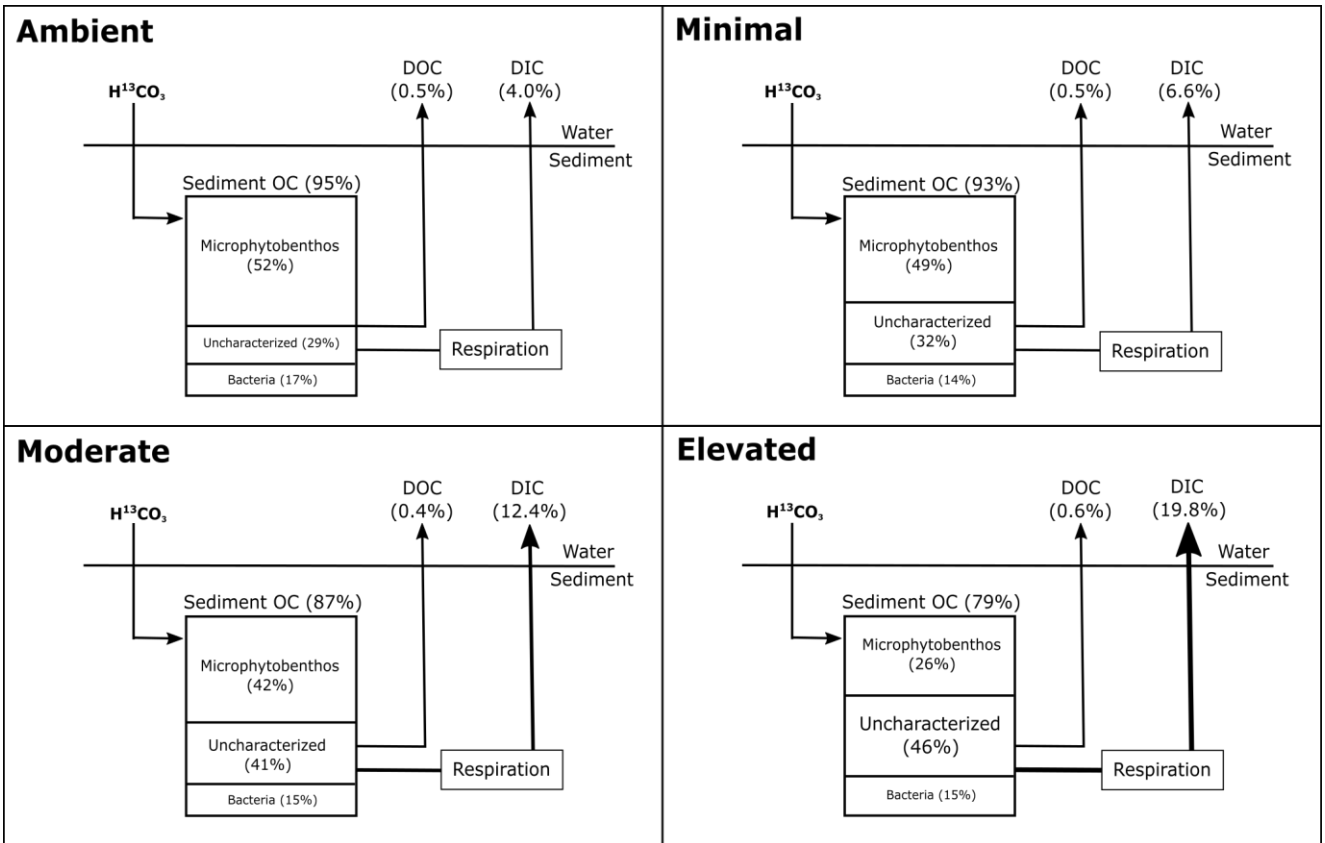 Ambient
DOC DIC
(0.5%) (4.0%)
H¹³CO₃
Water
Sediment
Sediment OC (95%)
Microphytobenthos
(52%)
Uncharacterized (29%)
Respiration
Bacteria (17%)
Minimal
DOC DIC
(0.5%) (6.6%)
H¹³CO₃
Water
Sediment
Sediment OC (93%)
Microphytobenthos
(49%)
Uncharacterized
(32%)
Respiration
Bacteria (14%)
Moderate
DOC DIC
(0.4%) (12.4%)
H¹³CO₃
Water
Sediment
Sediment OC (87%)
Microphytobenthos
(42%)
Uncharacterized
(41%)
Respiration
Bacteria (15%)
Elevated
DOC DIC
(0.6%) (19.8%)
H¹³CO₃
Water
Sediment
Sediment OC (79%)
Microphytobenthos
(26%)
Uncharacterized
(46%)
Respiration
Bacteria (15%)